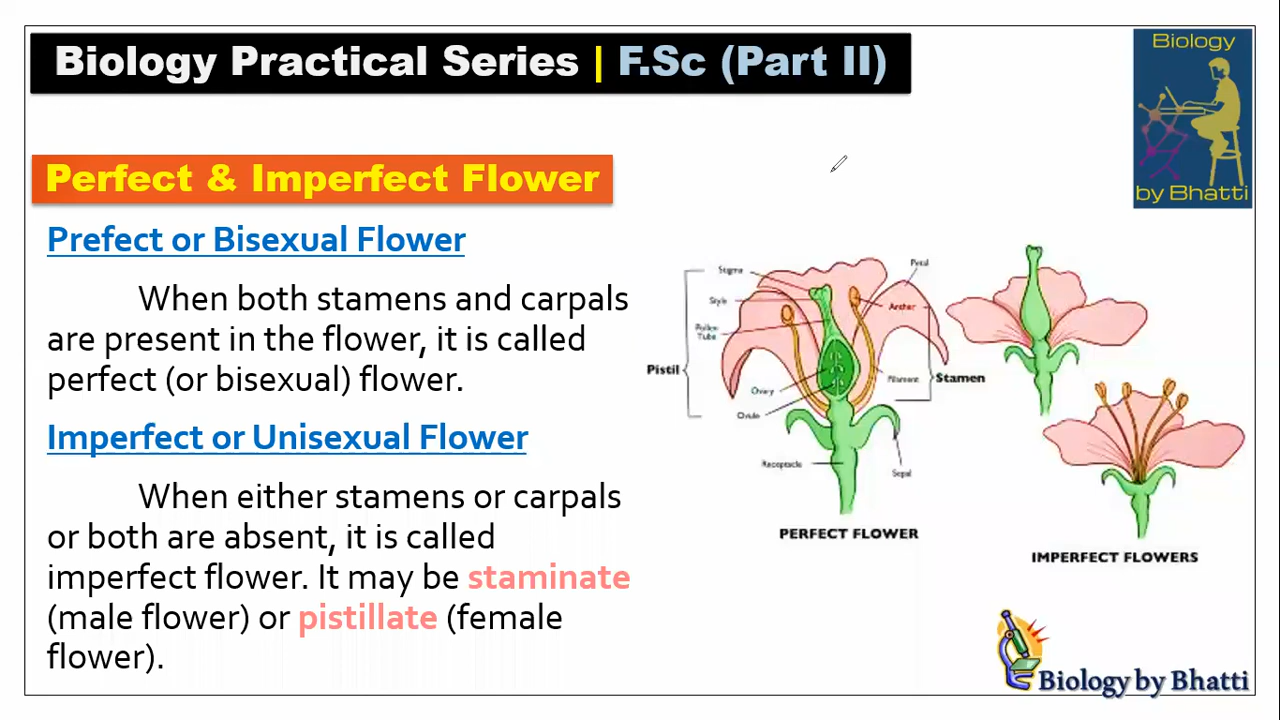 Biology Practical Series | F.Sc (Part II)
Biology
by Bhatti
Perfect & Imperfect Flower
Prefect or Bisexual Flower
When both stamens and carpals
are present in the flower, it is called
perfect (or bisexual) flower.
Imperfect or Unisexual Flower
When either stamens or carpals
or both are absent, it is called
imperfect flower. It may be staminate
(male flower) or pistillate (female
flower).
Stigma
Style
Pollen
Tube
Pistil
Ovary
Ovule
Receptacle
Petal
Anther
Filament
Stamen
Sepal
PERFECT FLOWER
IMPERFECT FLOWERS
Biology by Bhatti